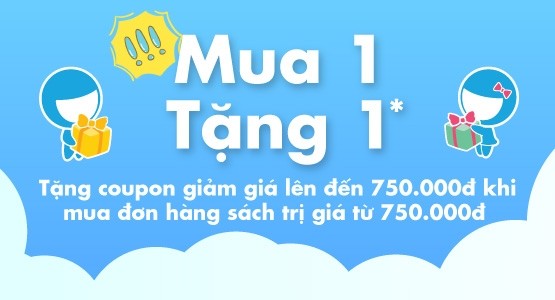 !!!
Mua 1
Tặng 1*
Tặng coupon giảm giá lên đến 750.000đ khi
mua đơn hàng sách trị giá từ 750.000đ